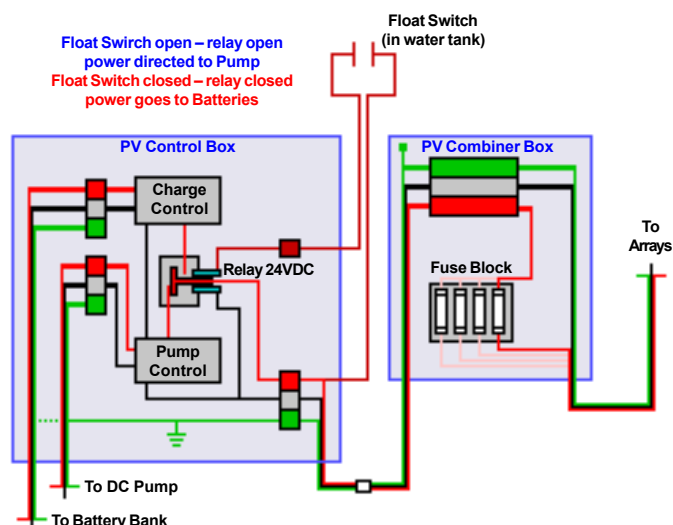 Float Swirch open – relay open
power directed to Pump
Float Switch closed – relay closed
power goes to Batteries
Float Switch
(in water tank)
PV Control Box
PV Combiner Box
Charge
Control
Relay 24VDC
Fuse Block
To
Arrays
Pump
Control
To DC Pump
To Battery Bank